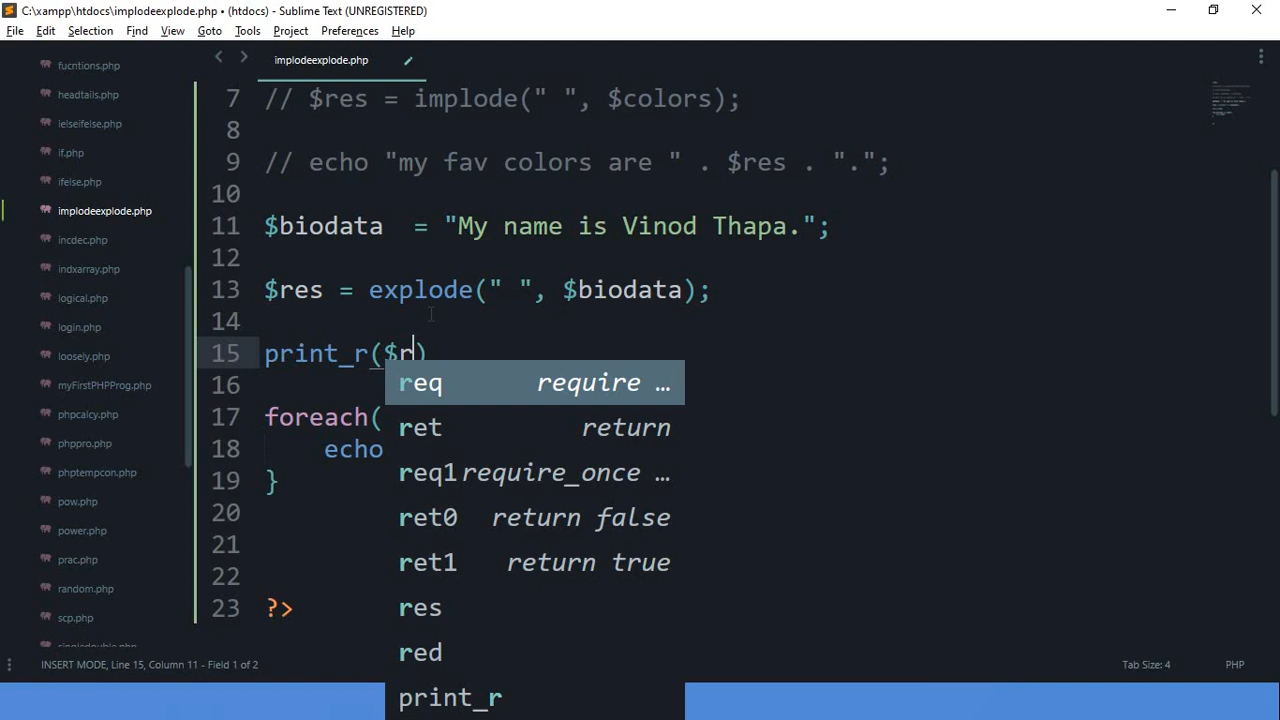 C:\xampp\htdocs\implodeexplode.php • (htdocs) - Sublime Text (UNREGISTERED)
File Edit Selection Find View Goto Tools Project Preferences Help
fucntions.php
headtails.php
ielseifelse.php
if.php
ifelse.php
implodeexplode.php
incdec.php
indxarray.php
logical.php
login.php
loosely.php
myFirstPHPProg.php
phpcalcy.php
phppro.php
phptempcon.php
pow.php
power.php
prac.php
random.php
scp.php
implodeexplode.php
7 // $res = implode(" ", $colors);
8
9 // echo "my fav colors are " . $res . ".";
10
11 $biodata  = "My name is Vinod Thapa.";
12
13 $res = explode(" ", $biodata);
14
15 print_r($r)
16
17 foreach(
18 echo
19 }
20
21
22
23 ?>
req require …
ret return
req1 require_once …
ret0 return false
ret1 return true
res
red
print_r
INSERT MODE, Line 15, Column 11 - Field 1 of 2 Tab Size: 4 PHP